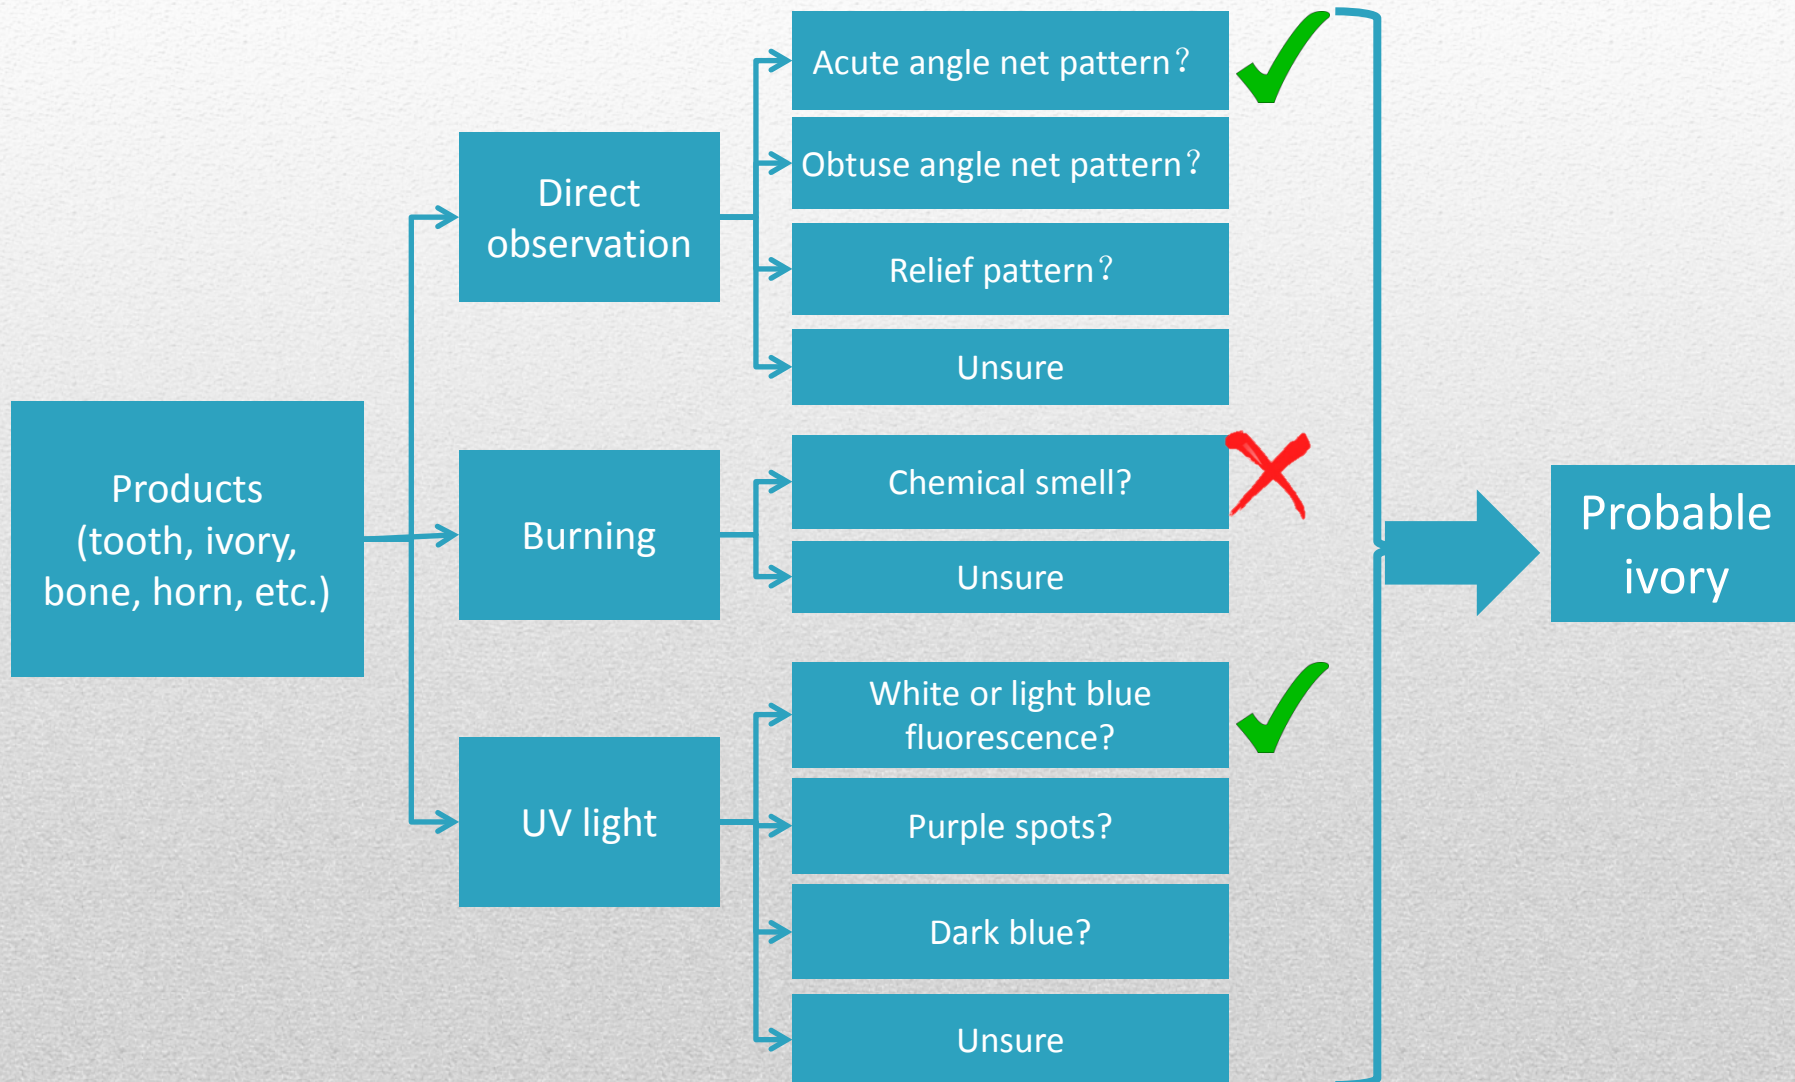 Acute angle net pattern？
Obtuse angle net pattern？
Direct
observation
Relief pattern？
Unsure
Products
(tooth, ivory,
bone, horn, etc.)
Burning
Chemical smell?
Unsure
Probable
ivory
White or light blue
fluorescence?
UV light
Purple spots?
Dark blue?
Unsure